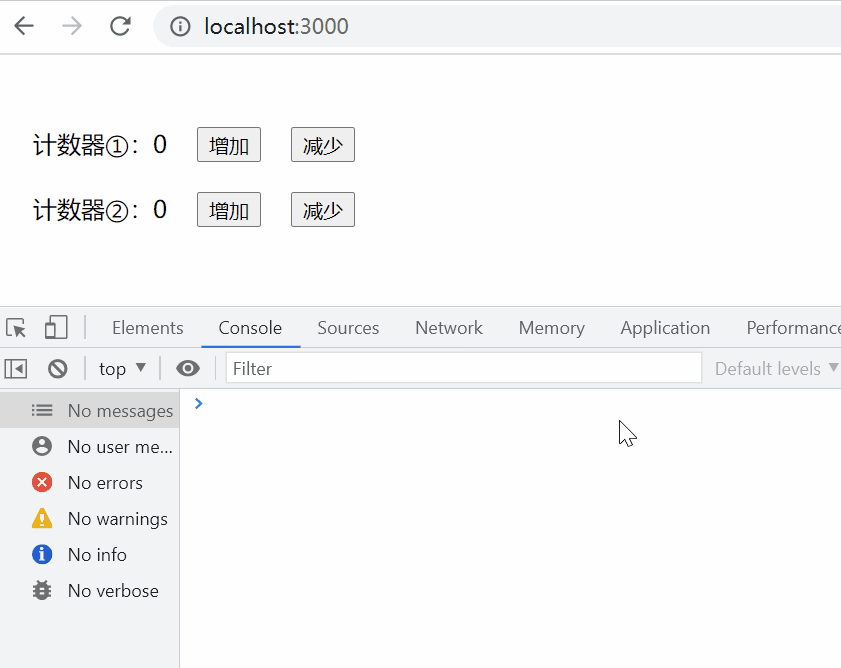 localhost:3000
计数器①：0 增加 减少
计数器②：0 增加 减少
Elements Console Sources Network Memory Application Performance
top ▼ Filter Default levels ▼
No messages
No user me...
No errors
No warnings
No info
No verbose